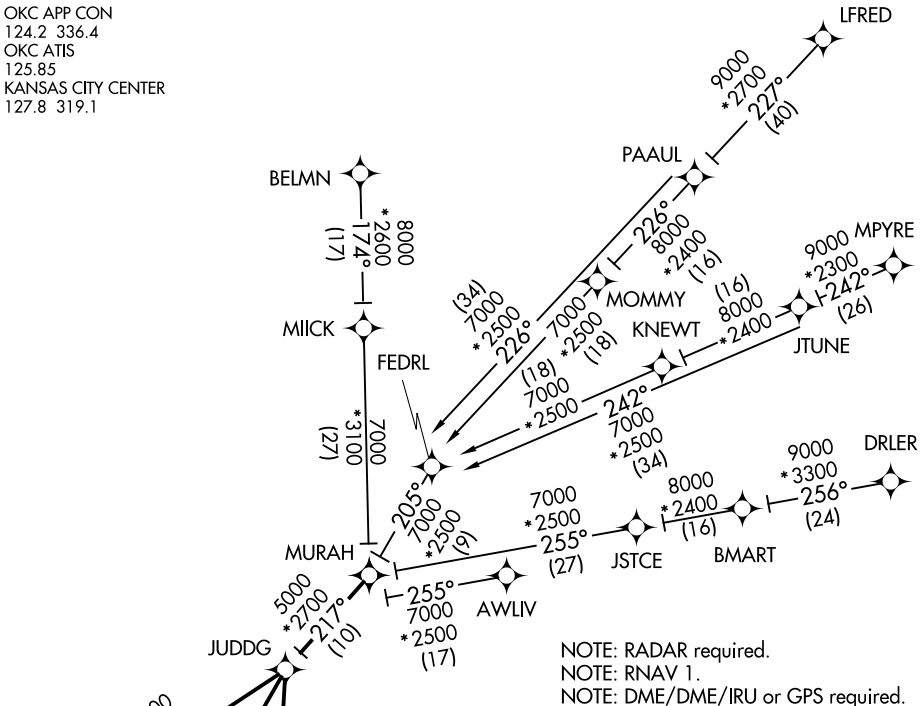 OKC APP CON
124.2 336.4
OKC ATIS
125.85
KANSAS CITY CENTER
127.8 319.1
LFRED
9000
*2700
227°
(40)
PAAUL
BELMN
8000
*2600
174°
(17)
226°
8000
*2400
(16)
MPYRE
9000
*2300
242°
(26)
MOMMY
(34)
7000
*2500
226°
7000
*2500
(18)
(16)
8000
*2400
JTUNE
KNEWT
MIICK
FEDRL
(18)
7000
*2500
242°
7000
*2500
(34)
7000
*3100
(27)
DRLER
9000
*3300
256°
(24)
8000
*2400
(16)
BMART
205°
7000
*2500
(9)
7000
*2500
255°
(27)
JSTCE
MURAH
255°
7000
*2500
(17)
AWLIV
5000
*2700
217°
(10)
JUDDG
NOTE: RADAR required.
NOTE: RNAV 1.
NOTE: DME/DME/IRU or GPS required.